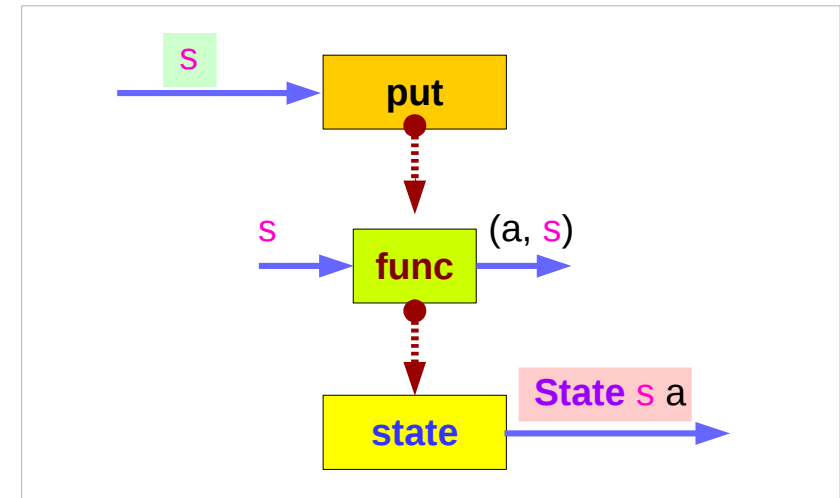 s
put
s
func
(a, s)
State s a
state